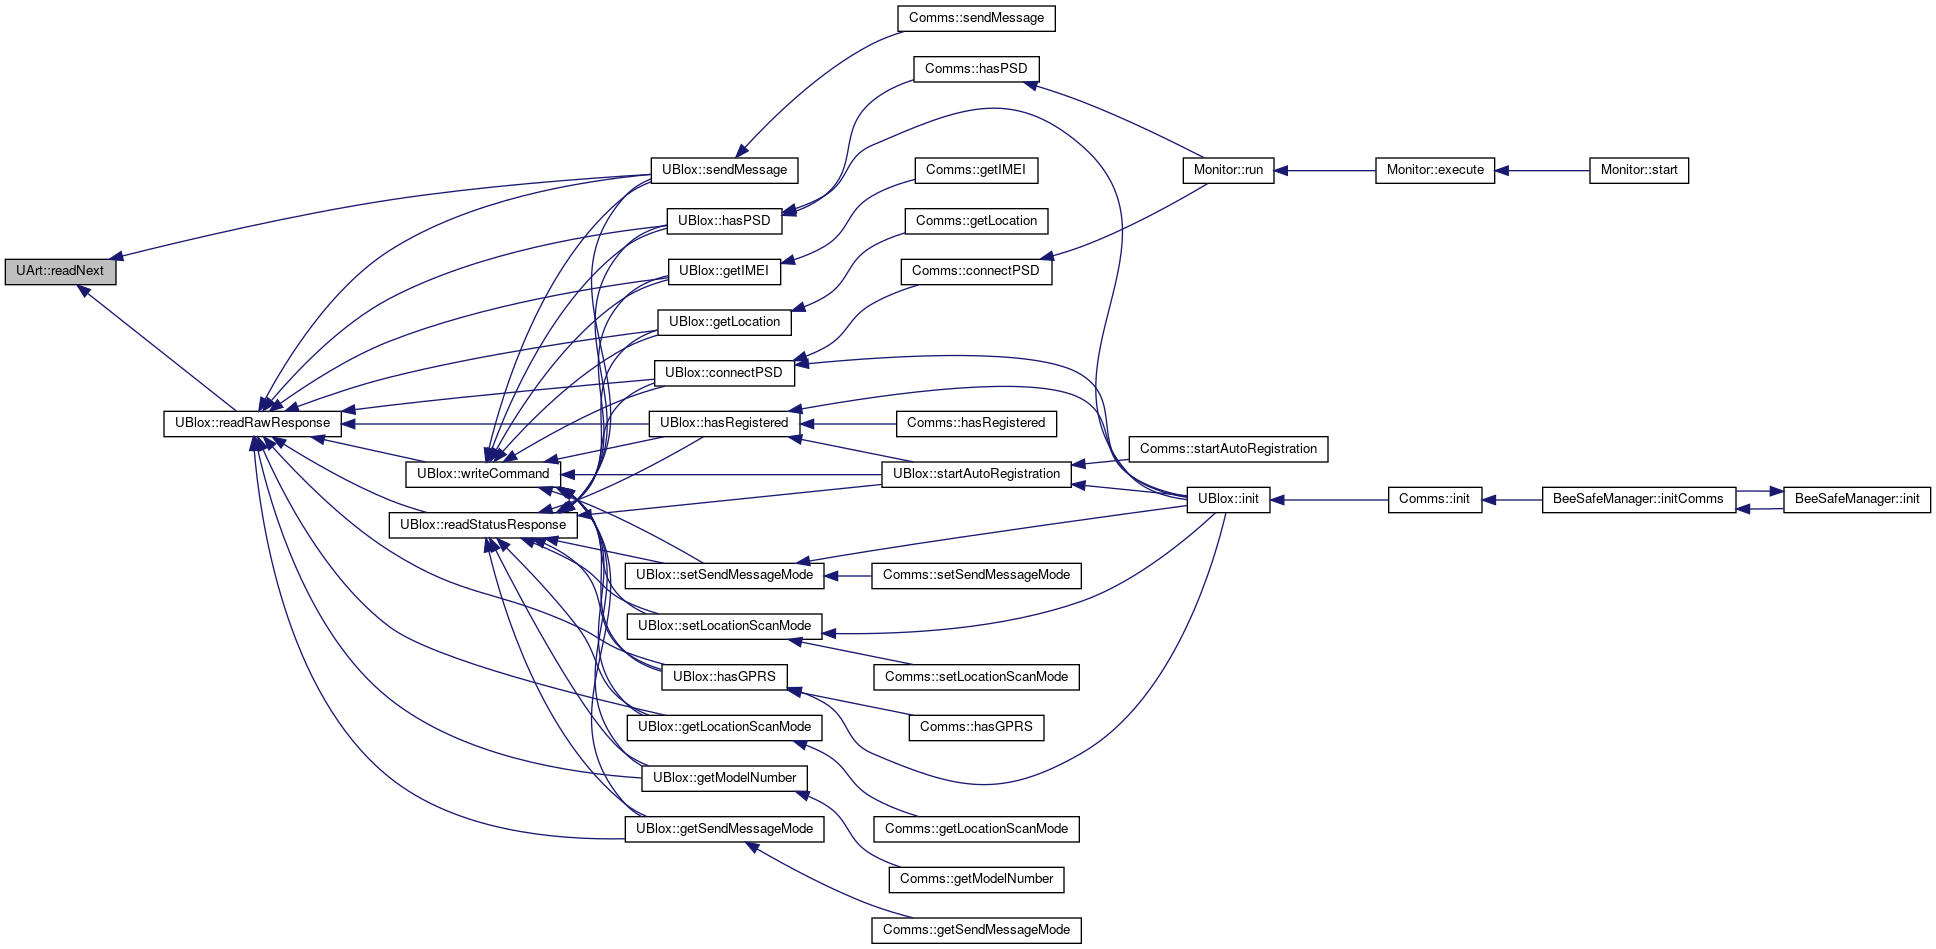 Comms::sendMessage
Comms::hasPSD
UBlox::sendMessage
Comms::getIMEI
Monitor::run
Monitor::execute
Monitor::start
UBlox::hasPSD
Comms::getLocation
UArt::readNext
UBlox::getIMEI
Comms::connectPSD
UBlox::getLocation
UBlox::connectPSD
UBlox::readRawResponse
UBlox::hasRegistered
Comms::hasRegistered
Comms::startAutoRegistration
UBlox::writeCommand
UBlox::startAutoRegistration
UBlox::init
Comms::init
BeeSafeManager::initComms
BeeSafeManager::init
UBlox::readStatusResponse
UBlox::setSendMessageMode
Comms::setSendMessageMode
UBlox::setLocationScanMode
UBlox::hasGPRS
Comms::setLocationScanMode
UBlox::getLocationScanMode
Comms::hasGPRS
UBlox::getModelNumber
UBlox::getSendMessageMode
Comms::getLocationScanMode
Comms::getModelNumber
Comms::getSendMessageMode